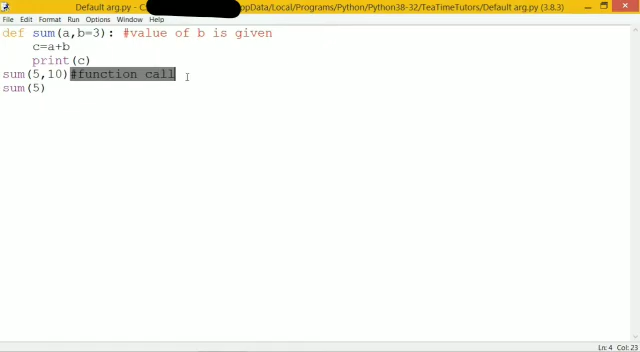 Default arg.py - C:
ppData/Local/Programs/Python/Python38-32/TeaTimeTutors/Default arg.py (3.8.3)
File Edit Format Run Options Window Help
def sum(a,b=3): #value of b is given
c=a+b
print(c)
sum(5,10)#function call
sum(5)
Ln: 4 Col: 23